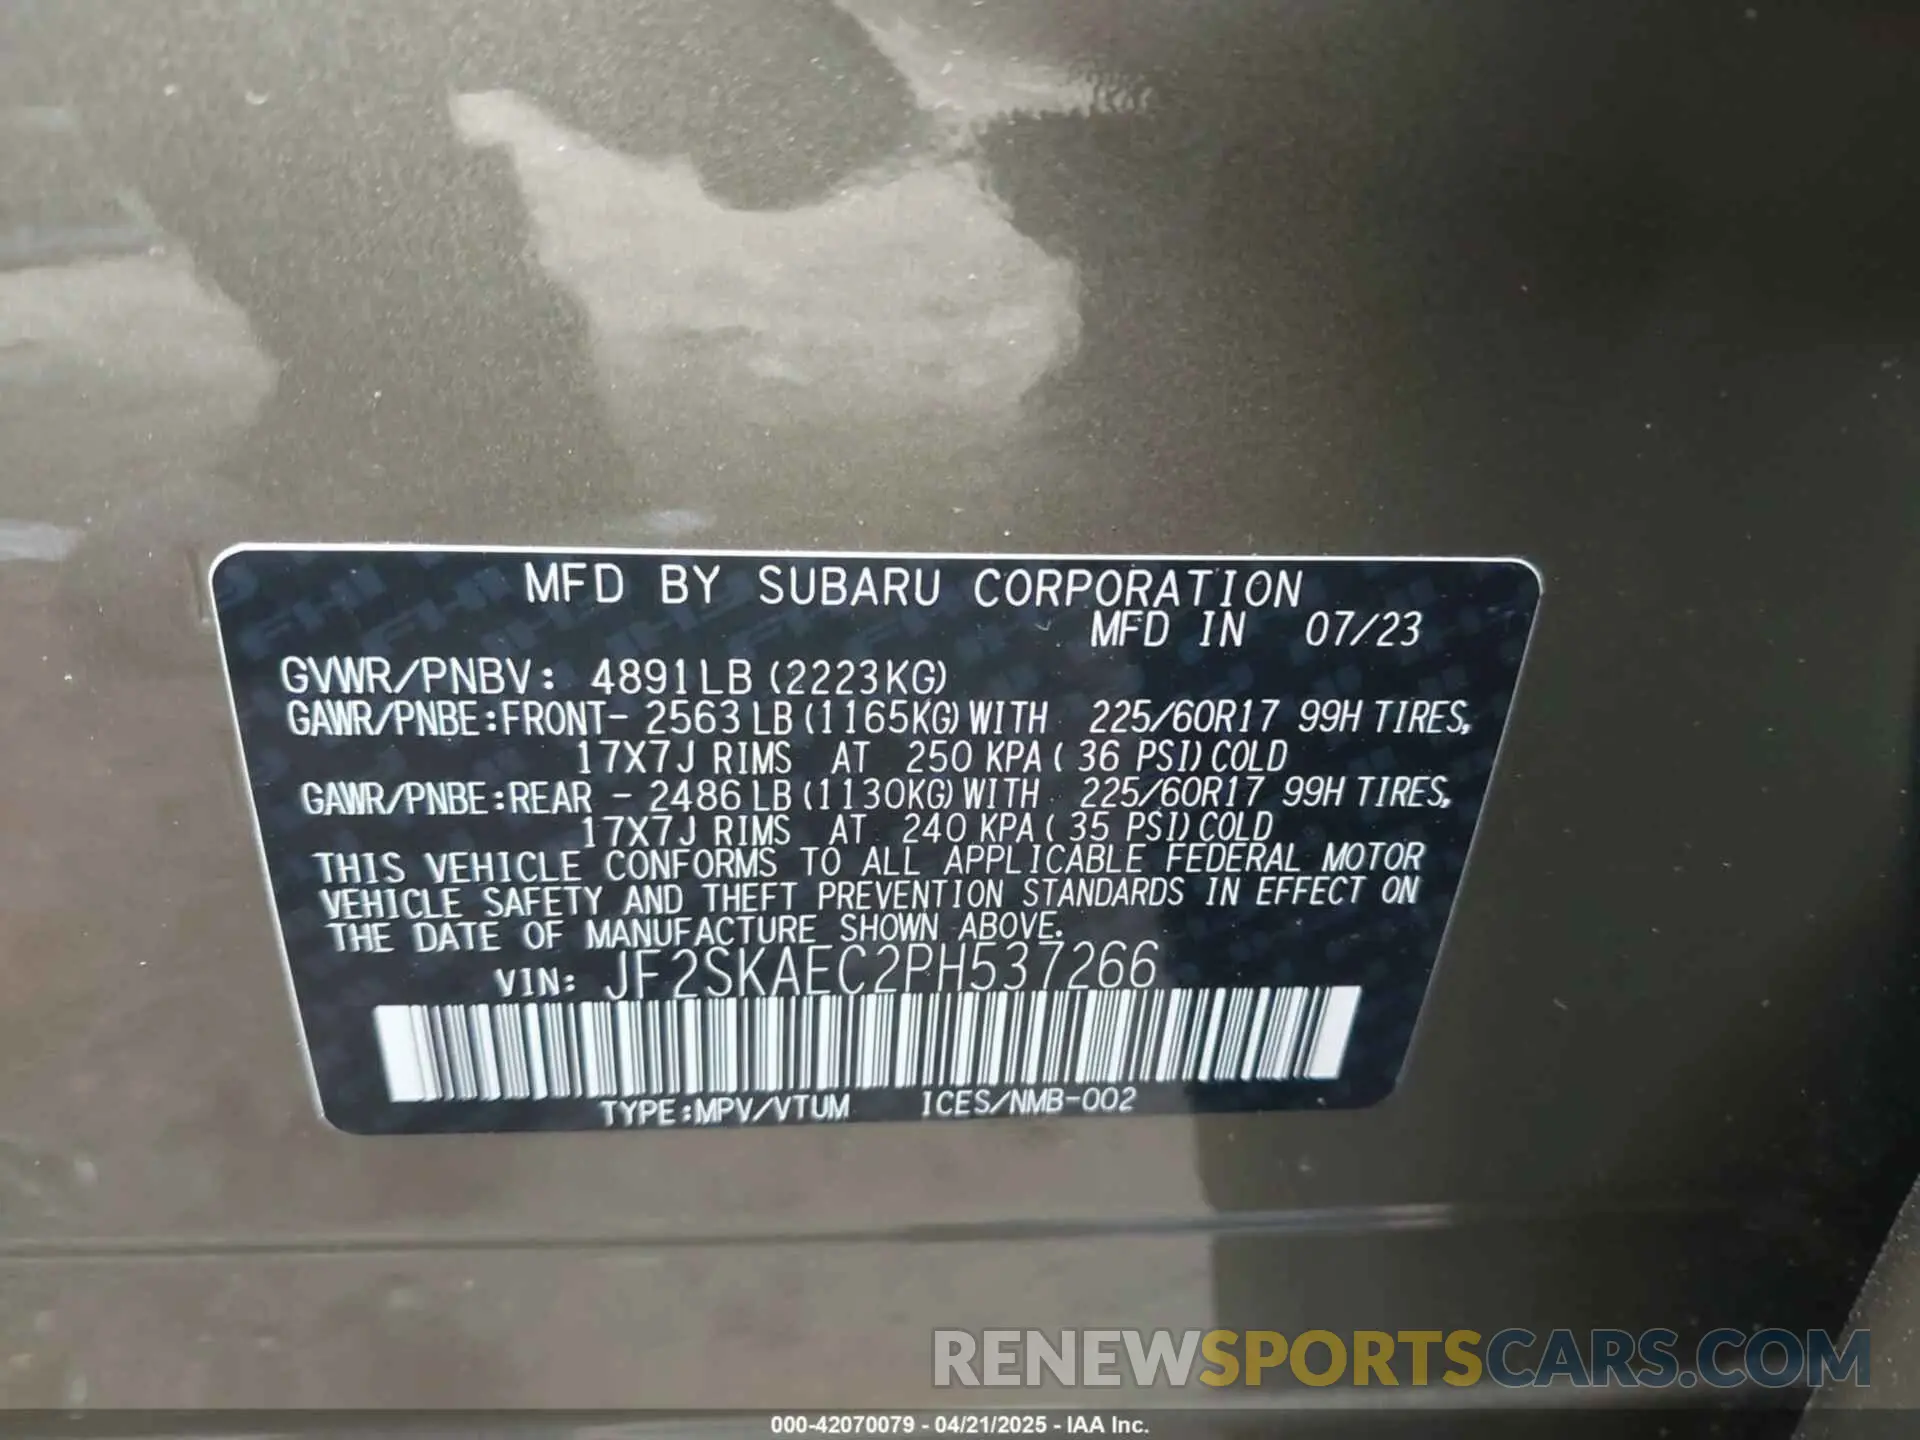 MFD BY SUBARU CORPORATION
MFD IN 07/23
GVWR/PNBV: 4891LB (2223KG)
GAWR/PNBE:FRONT- 2563LB (1165KG) WITH 225/60R17 99H TIRES,
17X7J RIMS AT 250 KPA ( 36 PSI) COLD
GAWR/PNBE:REAR - 2486LB (1130KG) WITH 225/60R17 99H TIRES,
17X7J RIMS AT 240 KPA ( 35 PSI) COLD
THIS VEHICLE CONFORMS TO ALL APPLICABLE FEDERAL MOTOR
VEHICLE SAFETY AND THEFT PREVENTION STANDARDS IN EFFECT ON
THE DATE OF MANUFACTURE SHOWN ABOVE.
VIN: JF2SKAEC2PH537266
TYPE:MPV/VTUM ICES/NMB-002
RENEWSPORTSCARS.COM
000-42070079 - 04/21/2025 - IAA Inc.